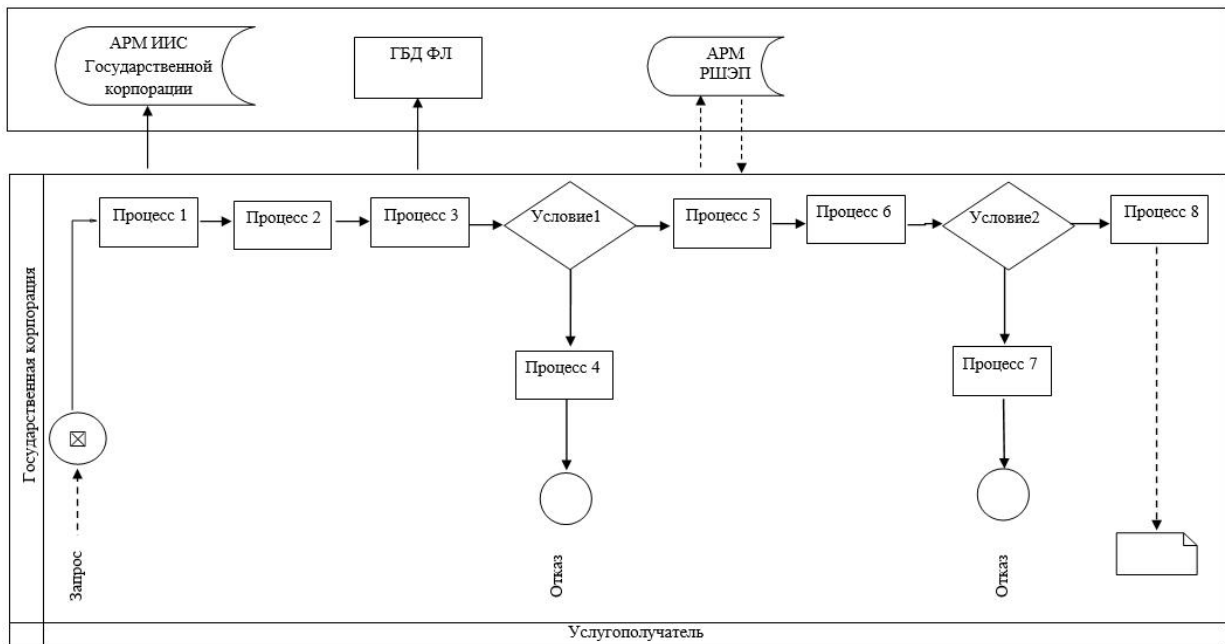 АРМ ИИС
Государственной
корпорации
ГБД ФЛ
АРМ
РШЭП
Государственная корпорация
Процесс 1
Процесс 2
Процесс 3
Условие1
Процесс 5
Процесс 6
Условие2
Процесс 8
Процесс 4
Процесс 7
Запрос
Отказ
Отказ
Услугополучатель